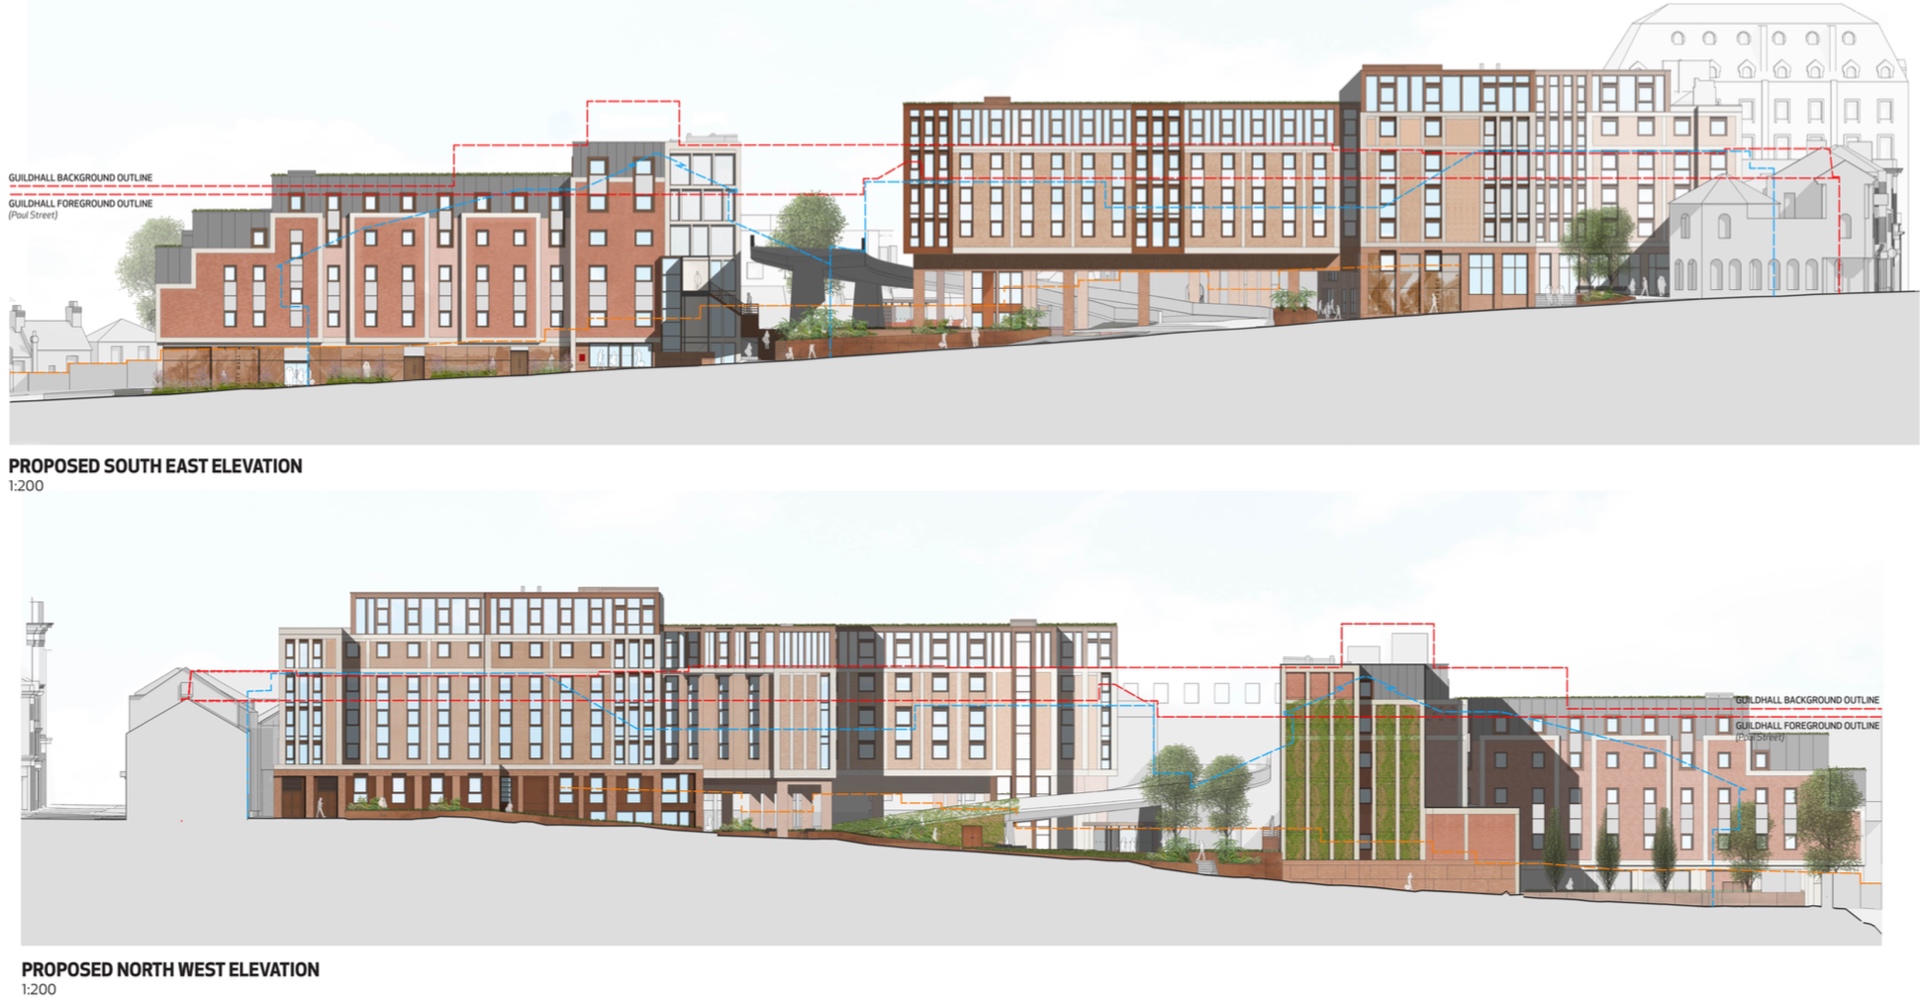 GUILDHALL BACKGROUND OUTLINE
GUILDHALL FOREGROUND OUTLINE
(Paul Street)
PROPOSED SOUTH EAST ELEVATION
1:200
GUILDHALL BACKGROUND OUTLINE
GUILDHALL FOREGROUND OUTLINE
(Paul Street)
PROPOSED NORTH WEST ELEVATION
1:200